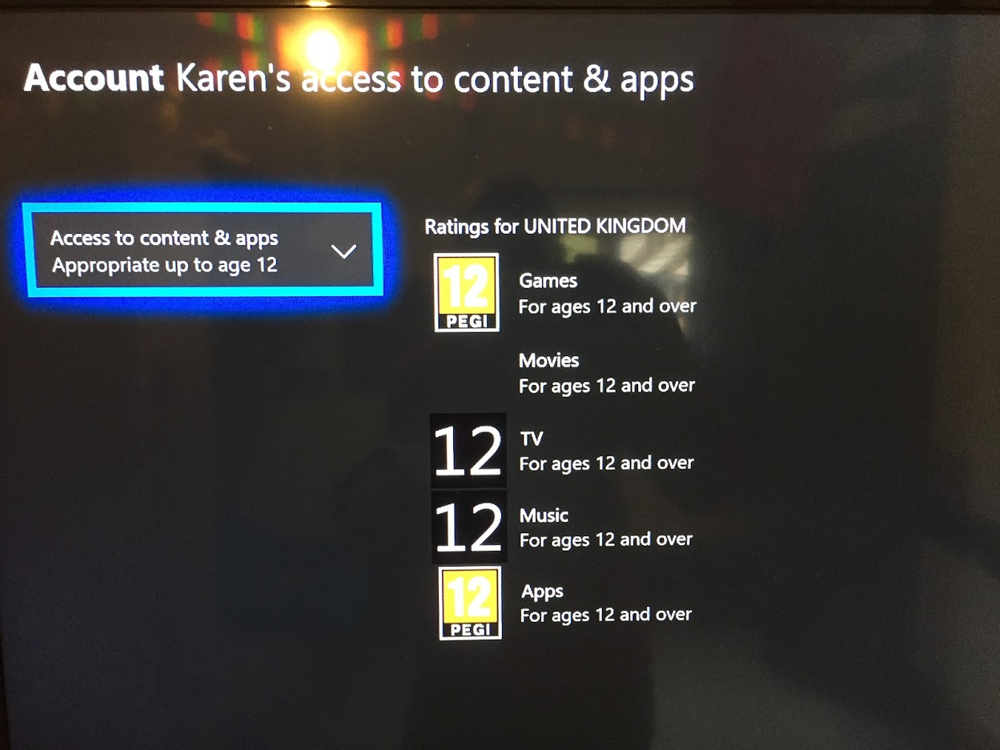 Account Karen's access to content & apps
Access to content & apps
Appropriate up to age 12
Ratings for UNITED KINGDOM
12
PEGI
Games
For ages 12 and over
Movies
For ages 12 and over
12
TV
For ages 12 and over
12
Music
For ages 12 and over
12
PEGI
Apps
For ages 12 and over